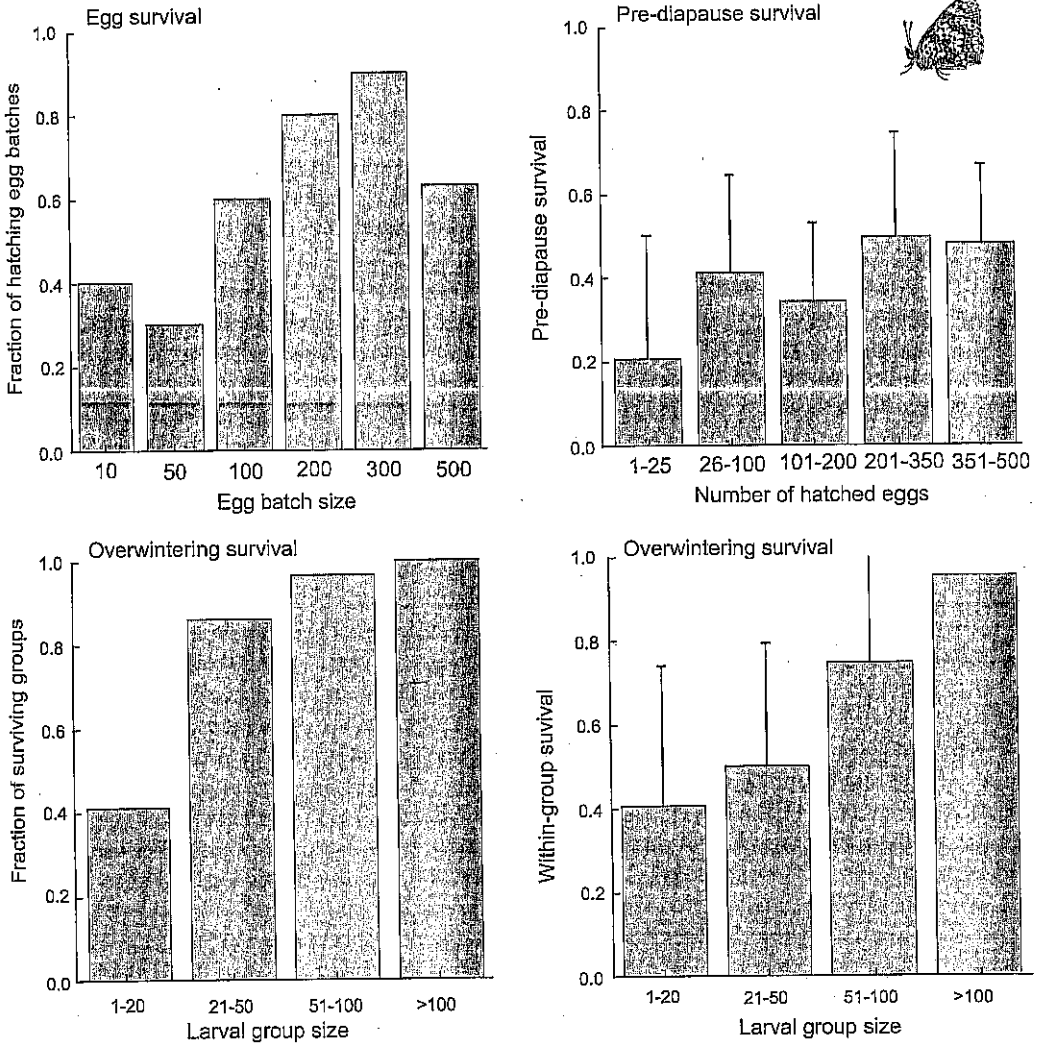 Egg survival
Fraction of hatching egg batches
1.0
0.8
0.6
0.4
0.2
0.0
10 50 100 200 300 500
Egg batch size
Pre-diapause survival
Pre-diapause survival
1.0
0.8
0.6
0.4
0.2
0.0
1-25 26-100 101-200 201-350 351-500
Number of hatched eggs
Overwintering survival
Fraction of surviving groups
1.0
0.8
0.6
0.4
0.2
0.0
1-20 21-50 51-100 >100
Larval group size
Overwintering survival
Within-group suvival
1.0
0.8
0.6
0.4
0.2
0.0
1-20 21-50 51-100 >100
Larval group size